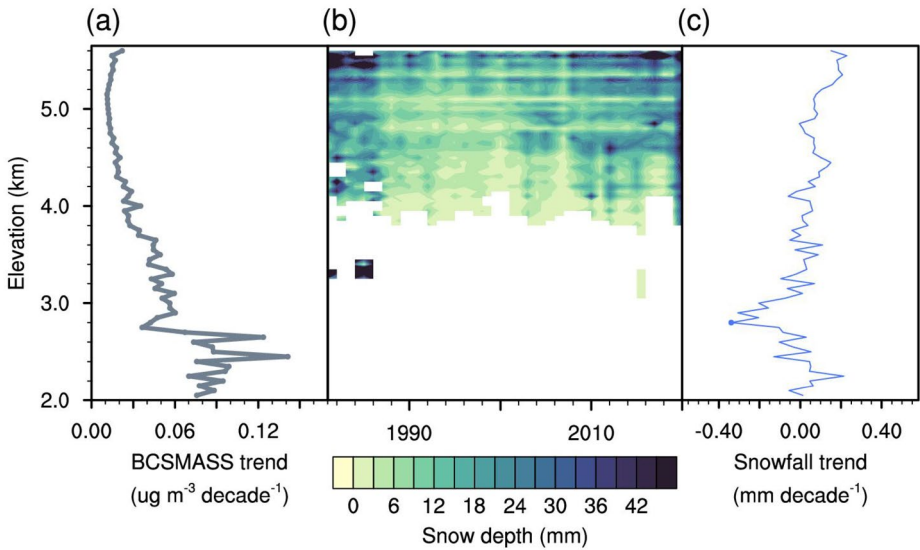 (a)
(b)
(c)
Elevation (km)
5.0
4.0
3.0
2.0
0.00 0.06 0.12
BCSMASS trend
(ug m⁻³ decade⁻¹)
1990 2010
0 6 12 18 24 30 36 42
Snow depth (mm)
-0.40 0.00 0.40
Snowfall trend
(mm decade⁻¹)